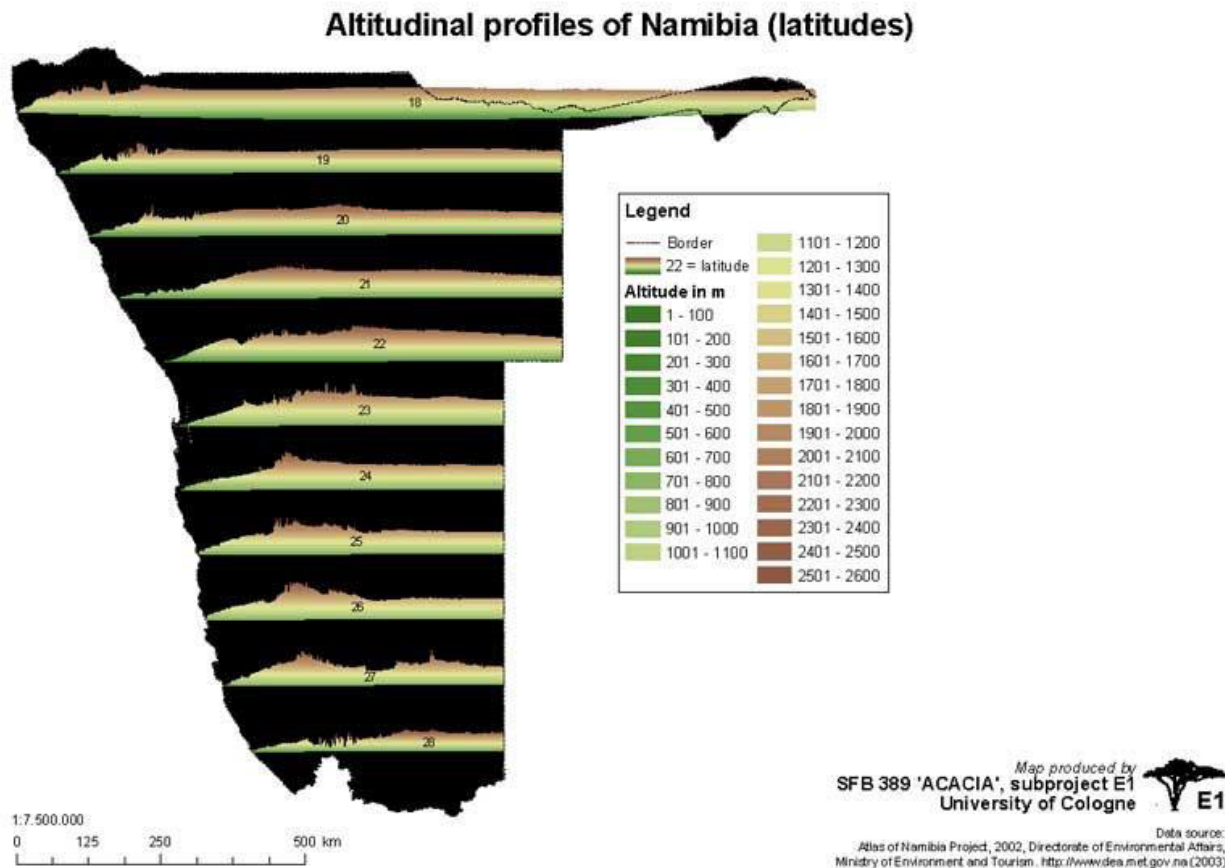 Altitudinal profiles of Namibia (latitudes)
18
19
20
21
22
23
24
25
26
27
28
Legend
Border
22 = latitude
Altitude in m
1 - 100
101 - 200
201 - 300
301 - 400
401 - 500
501 - 600
601 - 700
701 - 800
801 - 900
901 - 1000
1001 - 1100
1101 - 1200
1201 - 1300
1301 - 1400
1401 - 1500
1501 - 1600
1601 - 1700
1701 - 1800
1801 - 1900
1901 - 2000
2001 - 2100
2101 - 2200
2201 - 2300
2301 - 2400
2401 - 2500
2501 - 2600
1:7.500.000
0 125 250 500 km
Map produced by
SFB 389 'ACACIA', subproject E1
University of Cologne
E1
Data source:
Atlas of Namibia Project, 2002, Directorate of Environmental Affairs,
Ministry of Environment and Tourism, http://www.dea.met.gov.na (2003)